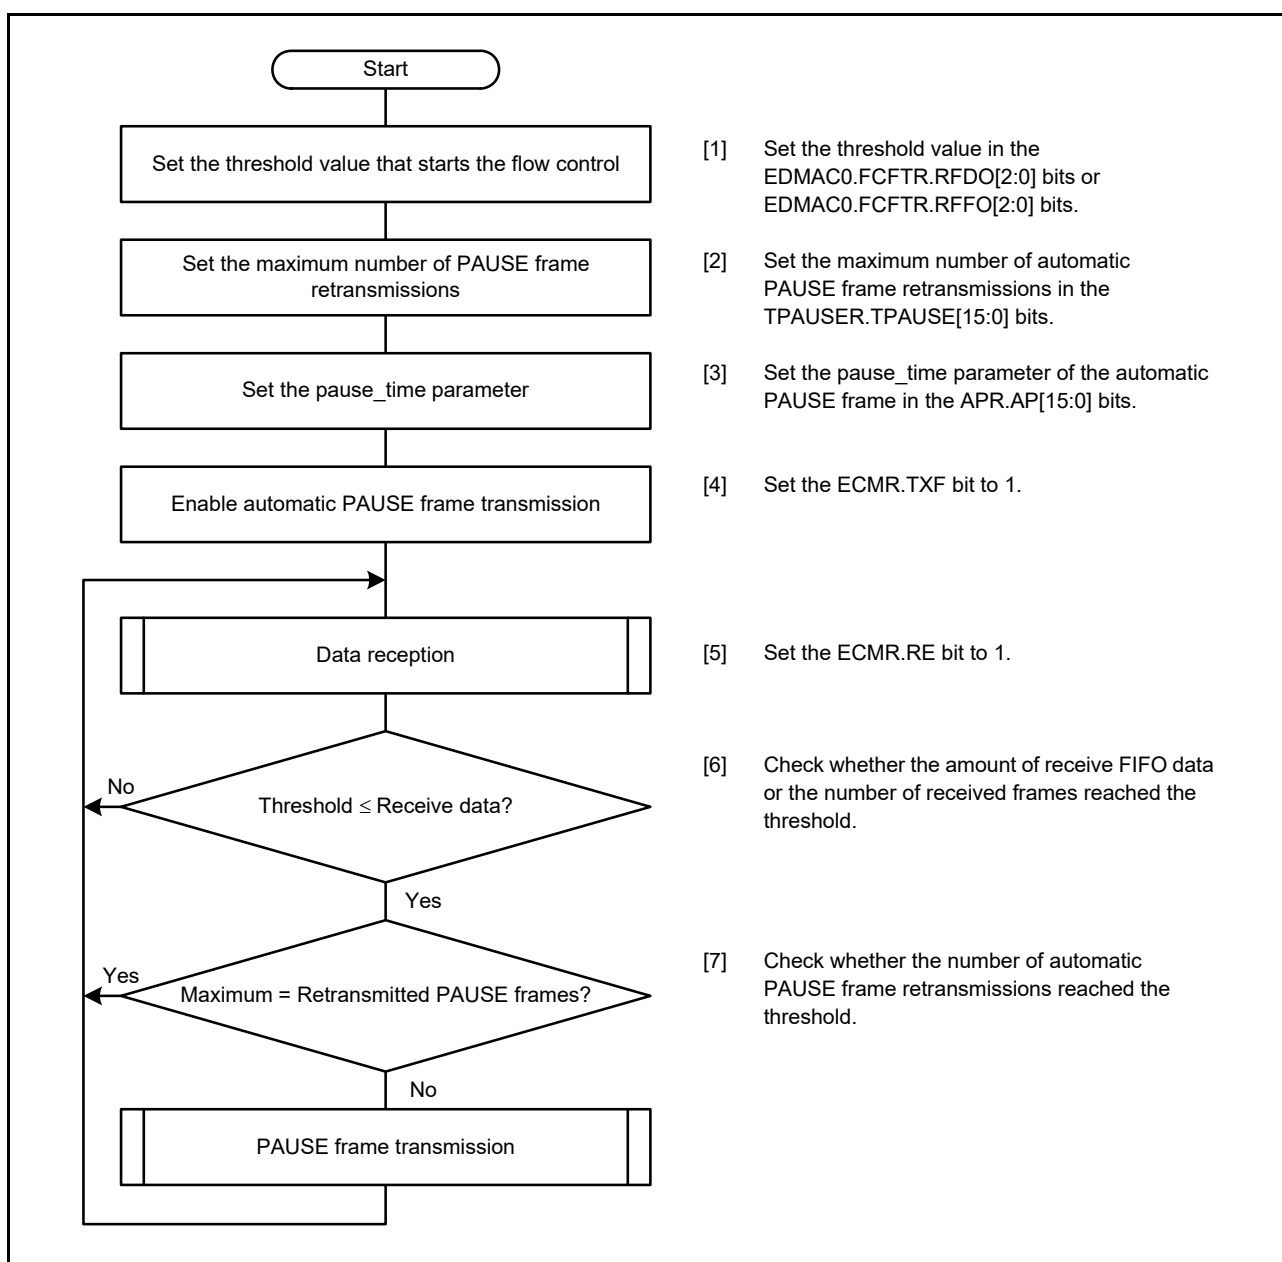 Start
Set the threshold value that starts the flow control
[1] Set the threshold value in the
EDMAC0.FCFTR.RFDO[2:0] bits or
EDMAC0.FCFTR.RFFO[2:0] bits.
Set the maximum number of PAUSE frame
retransmissions
[2] Set the maximum number of automatic
PAUSE frame retransmissions in the
TPAUSER.TPAUSE[15:0] bits.
Set the pause_time parameter
[3] Set the pause_time parameter of the automatic
PAUSE frame in the APR.AP[15:0] bits.
Enable automatic PAUSE frame transmission
[4] Set the ECMR.TXF bit to 1.
Data reception
[5] Set the ECMR.RE bit to 1.
No
Threshold ≤ Receive data?
[6] Check whether the amount of receive FIFO data
or the number of received frames reached the
threshold.
Yes
Yes
Maximum = Retransmitted PAUSE frames?
[7] Check whether the number of automatic
PAUSE frame retransmissions reached the
threshold.
No
PAUSE frame transmission